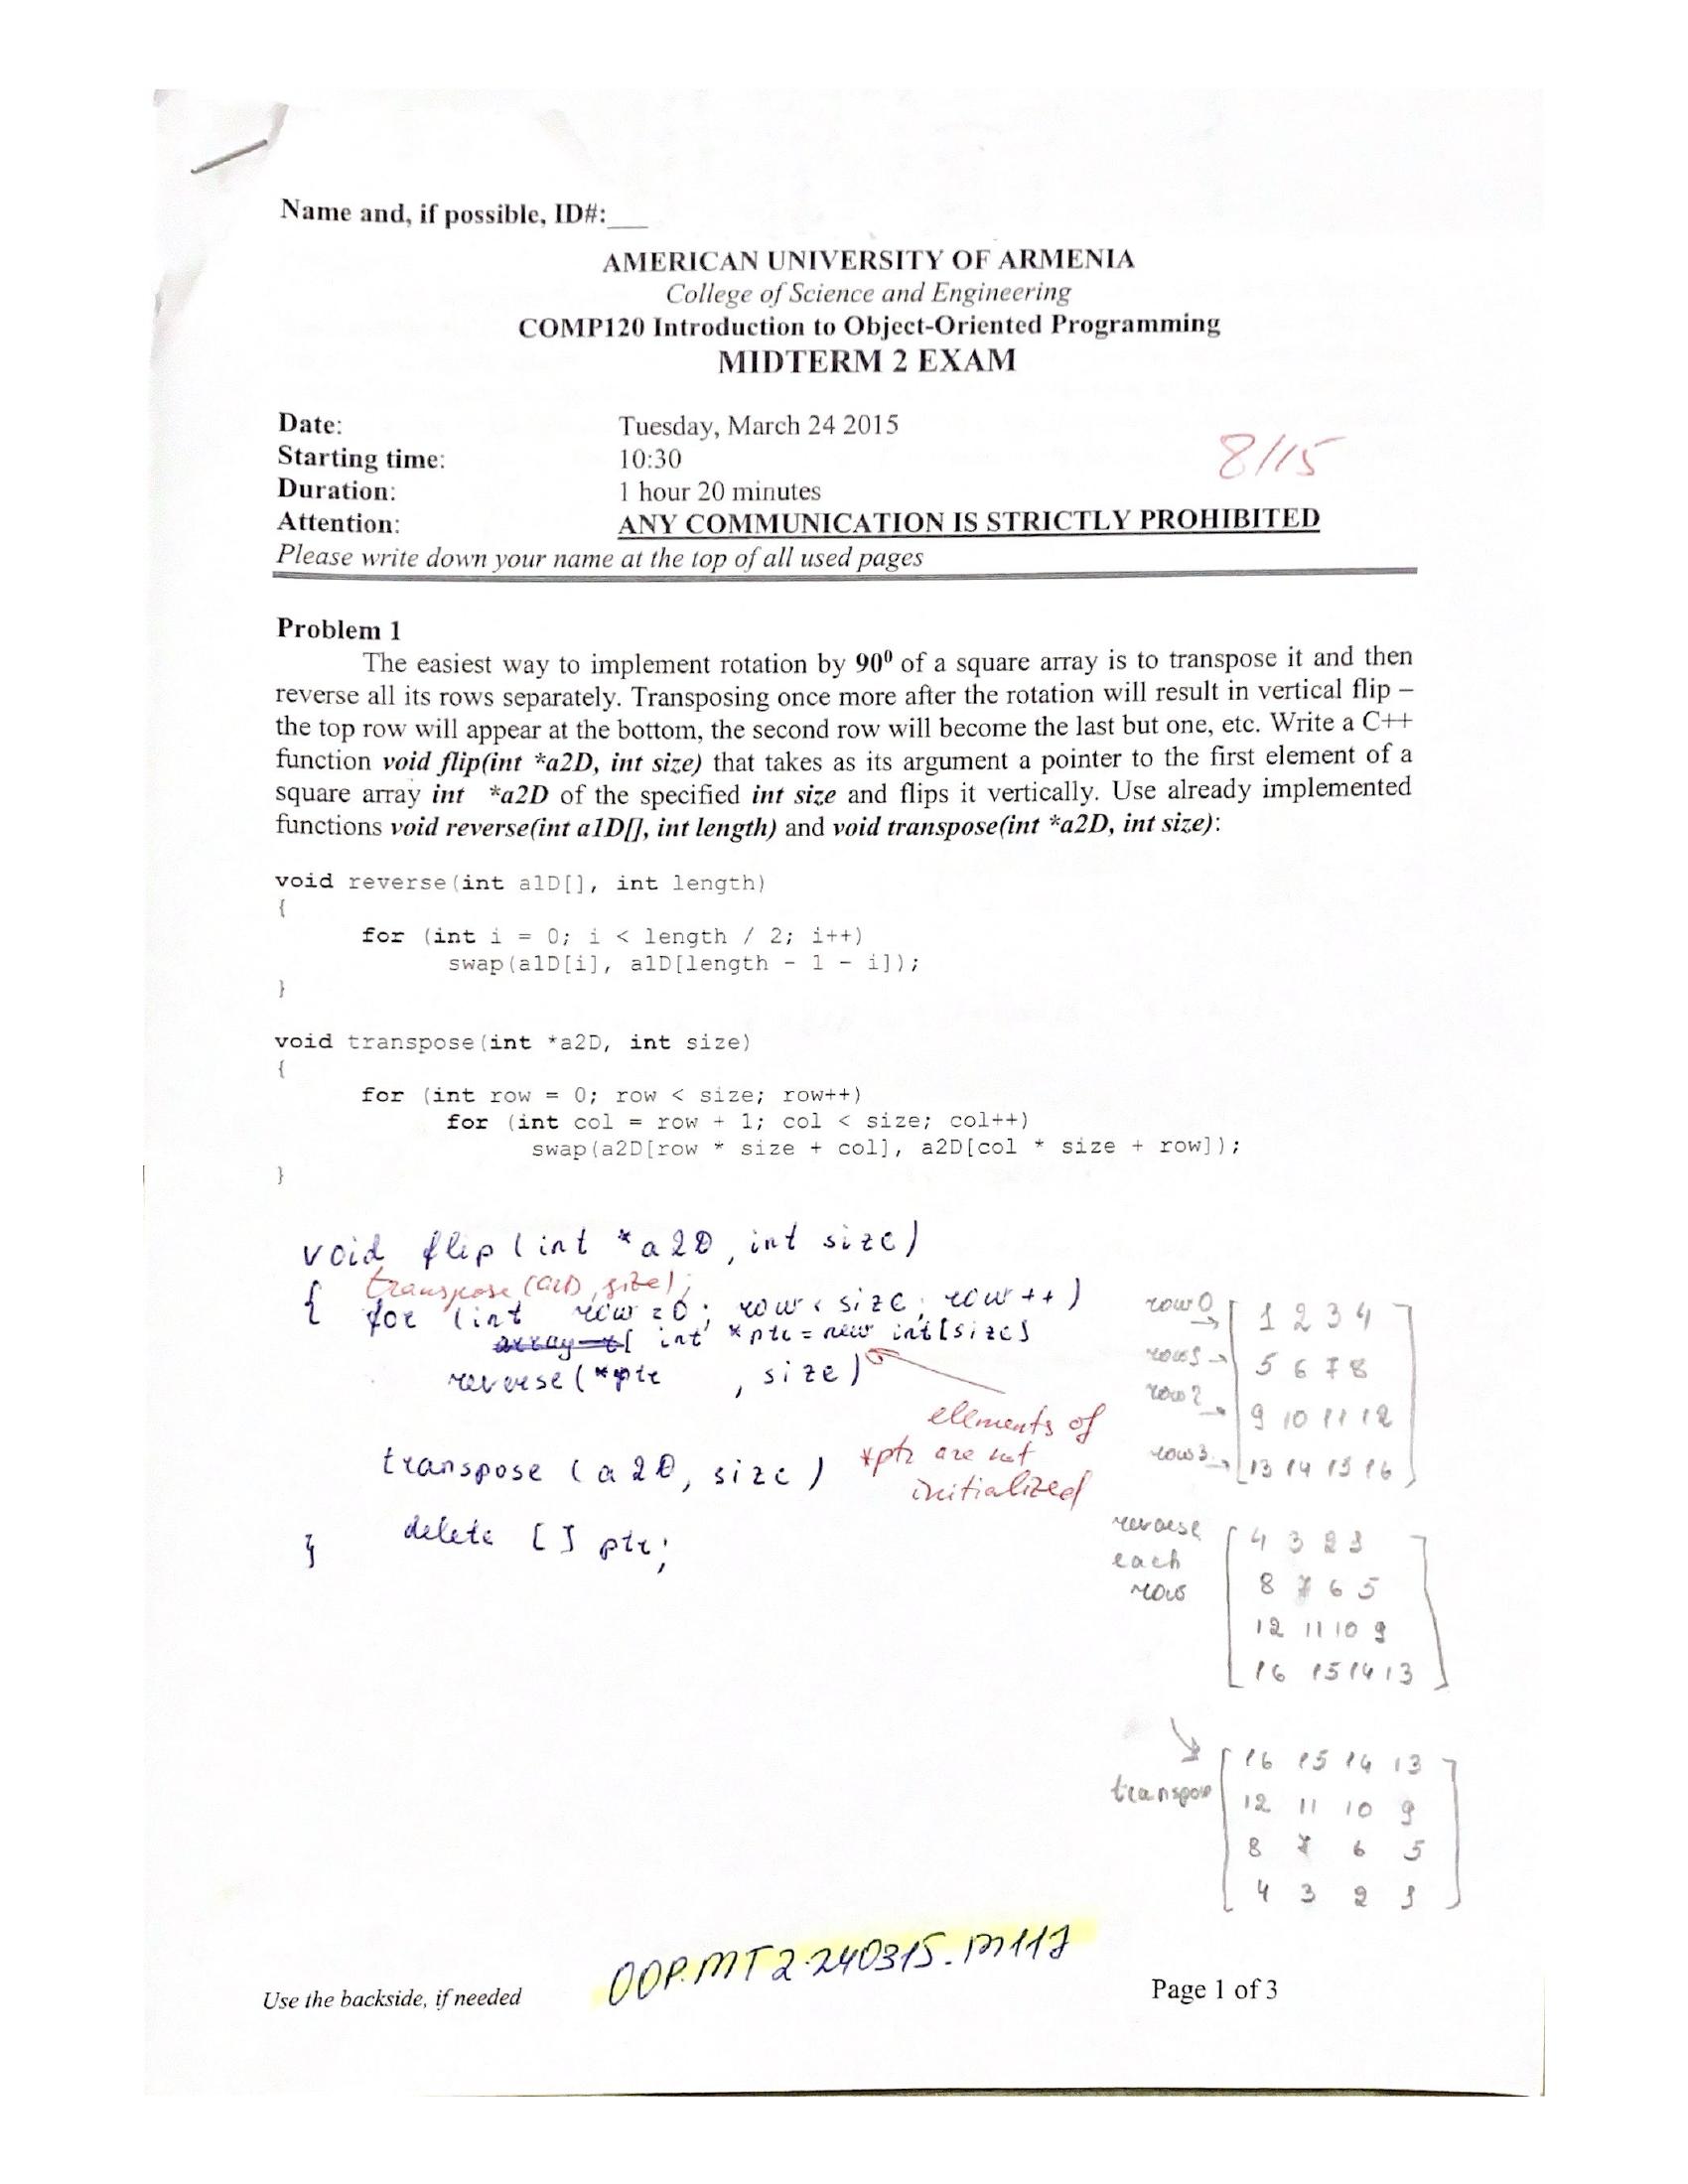 Name and, if possible, ID#:___
AMERICAN UNIVERSITY OF ARMENIA
College of Science and Engineering
COMP120 Introduction to Object-Oriented Programming
MIDTERM 2 EXAM
Date: Tuesday, March 24 2015
8/15
Starting time: 10:30
Duration: 1 hour 20 minutes
Attention: ANY COMMUNICATION IS STRICTLY PROHIBITED
Please write down your name at the top of all used pages
Problem 1
The easiest way to implement rotation by 90⁰ of a square array is to transpose it and then
reverse all its rows separately. Transposing once more after the rotation will result in vertical flip –
the top row will appear at the bottom, the second row will become the last but one, etc. Write a C++
function void flip(int *a2D, int size) that takes as its argument a pointer to the first element of a
square array int *a2D of the specified int size and flips it vertically. Use already implemented
functions void reverse(int a1D[], int length) and void transpose(int *a2D, int size):
void reverse(int a1D[], int length)
{
for (int i = 0; i < length / 2; i++)
swap(a1D[i], a1D[length - 1 - i]);
}
void transpose(int *a2D, int size)
{
for (int row = 0; row < size; row++)
for (int col = row + 1; col < size; col++)
swap(a2D[row * size + col], a2D[col * size + row]);
}
void flip (int *a2D, int size)
transpose (a2D, size);
{ for (int row = 0; row < size; row++)
int *ptr = new int[size]
reverse (*ptr , size)
elements of
*ptr are not
initialized
transpose (a2D, size)
delete [] ptr;
}
row 0 1 2 3 4
row 1 5 6 7 8
row 2 9 10 11 12
row 3 13 14 15 16
reverse
each
row
4 3 2 1
8 7 6 5
12 11 10 9
16 15 14 13
transpose
16 15 14 13
12 11 10 9
8 7 6 5
4 3 2 1
OOP.MT2.240315.M117
Use the backside, if needed
Page 1 of 3